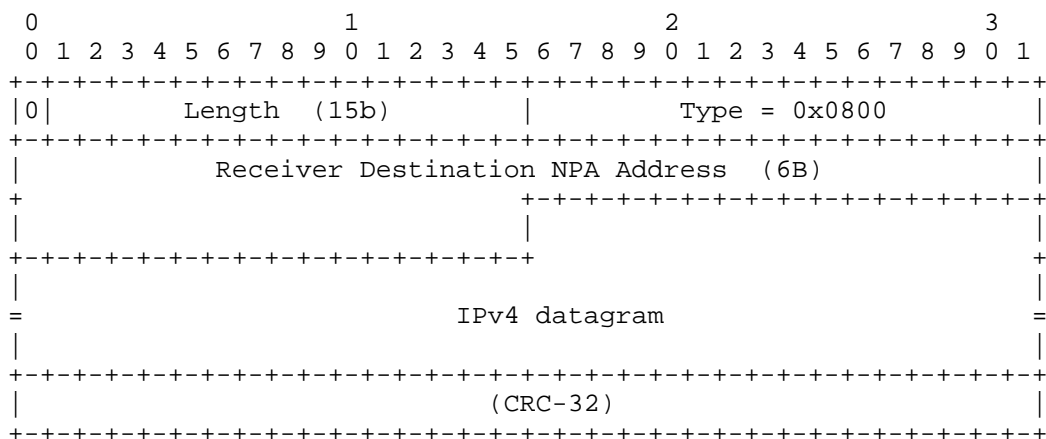 0                   1                   2                   3
 0 1 2 3 4 5 6 7 8 9 0 1 2 3 4 5 6 7 8 9 0 1 2 3 4 5 6 7 8 9 0 1
+-+-+-+-+-+-+-+-+-+-+-+-+-+-+-+-+-+-+-+-+-+-+-+-+-+-+-+-+-+-+-+-+
|0|        Length  (15b)        |         Type = 0x0800         |
+-+-+-+-+-+-+-+-+-+-+-+-+-+-+-+-+-+-+-+-+-+-+-+-+-+-+-+-+-+-+-+-+
|            Receiver Destination NPA Address  (6B)             |
+                               +-+-+-+-+-+-+-+-+-+-+-+-+-+-+-+-+
|                               |                               |
+-+-+-+-+-+-+-+-+-+-+-+-+-+-+-+-+                               +
|                                                               |
=                           IPv4 datagram                       =
|                                                               |
+-+-+-+-+-+-+-+-+-+-+-+-+-+-+-+-+-+-+-+-+-+-+-+-+-+-+-+-+-+-+-+-+
|                             (CRC-32)                          |
+-+-+-+-+-+-+-+-+-+-+-+-+-+-+-+-+-+-+-+-+-+-+-+-+-+-+-+-+-+-+-+-+